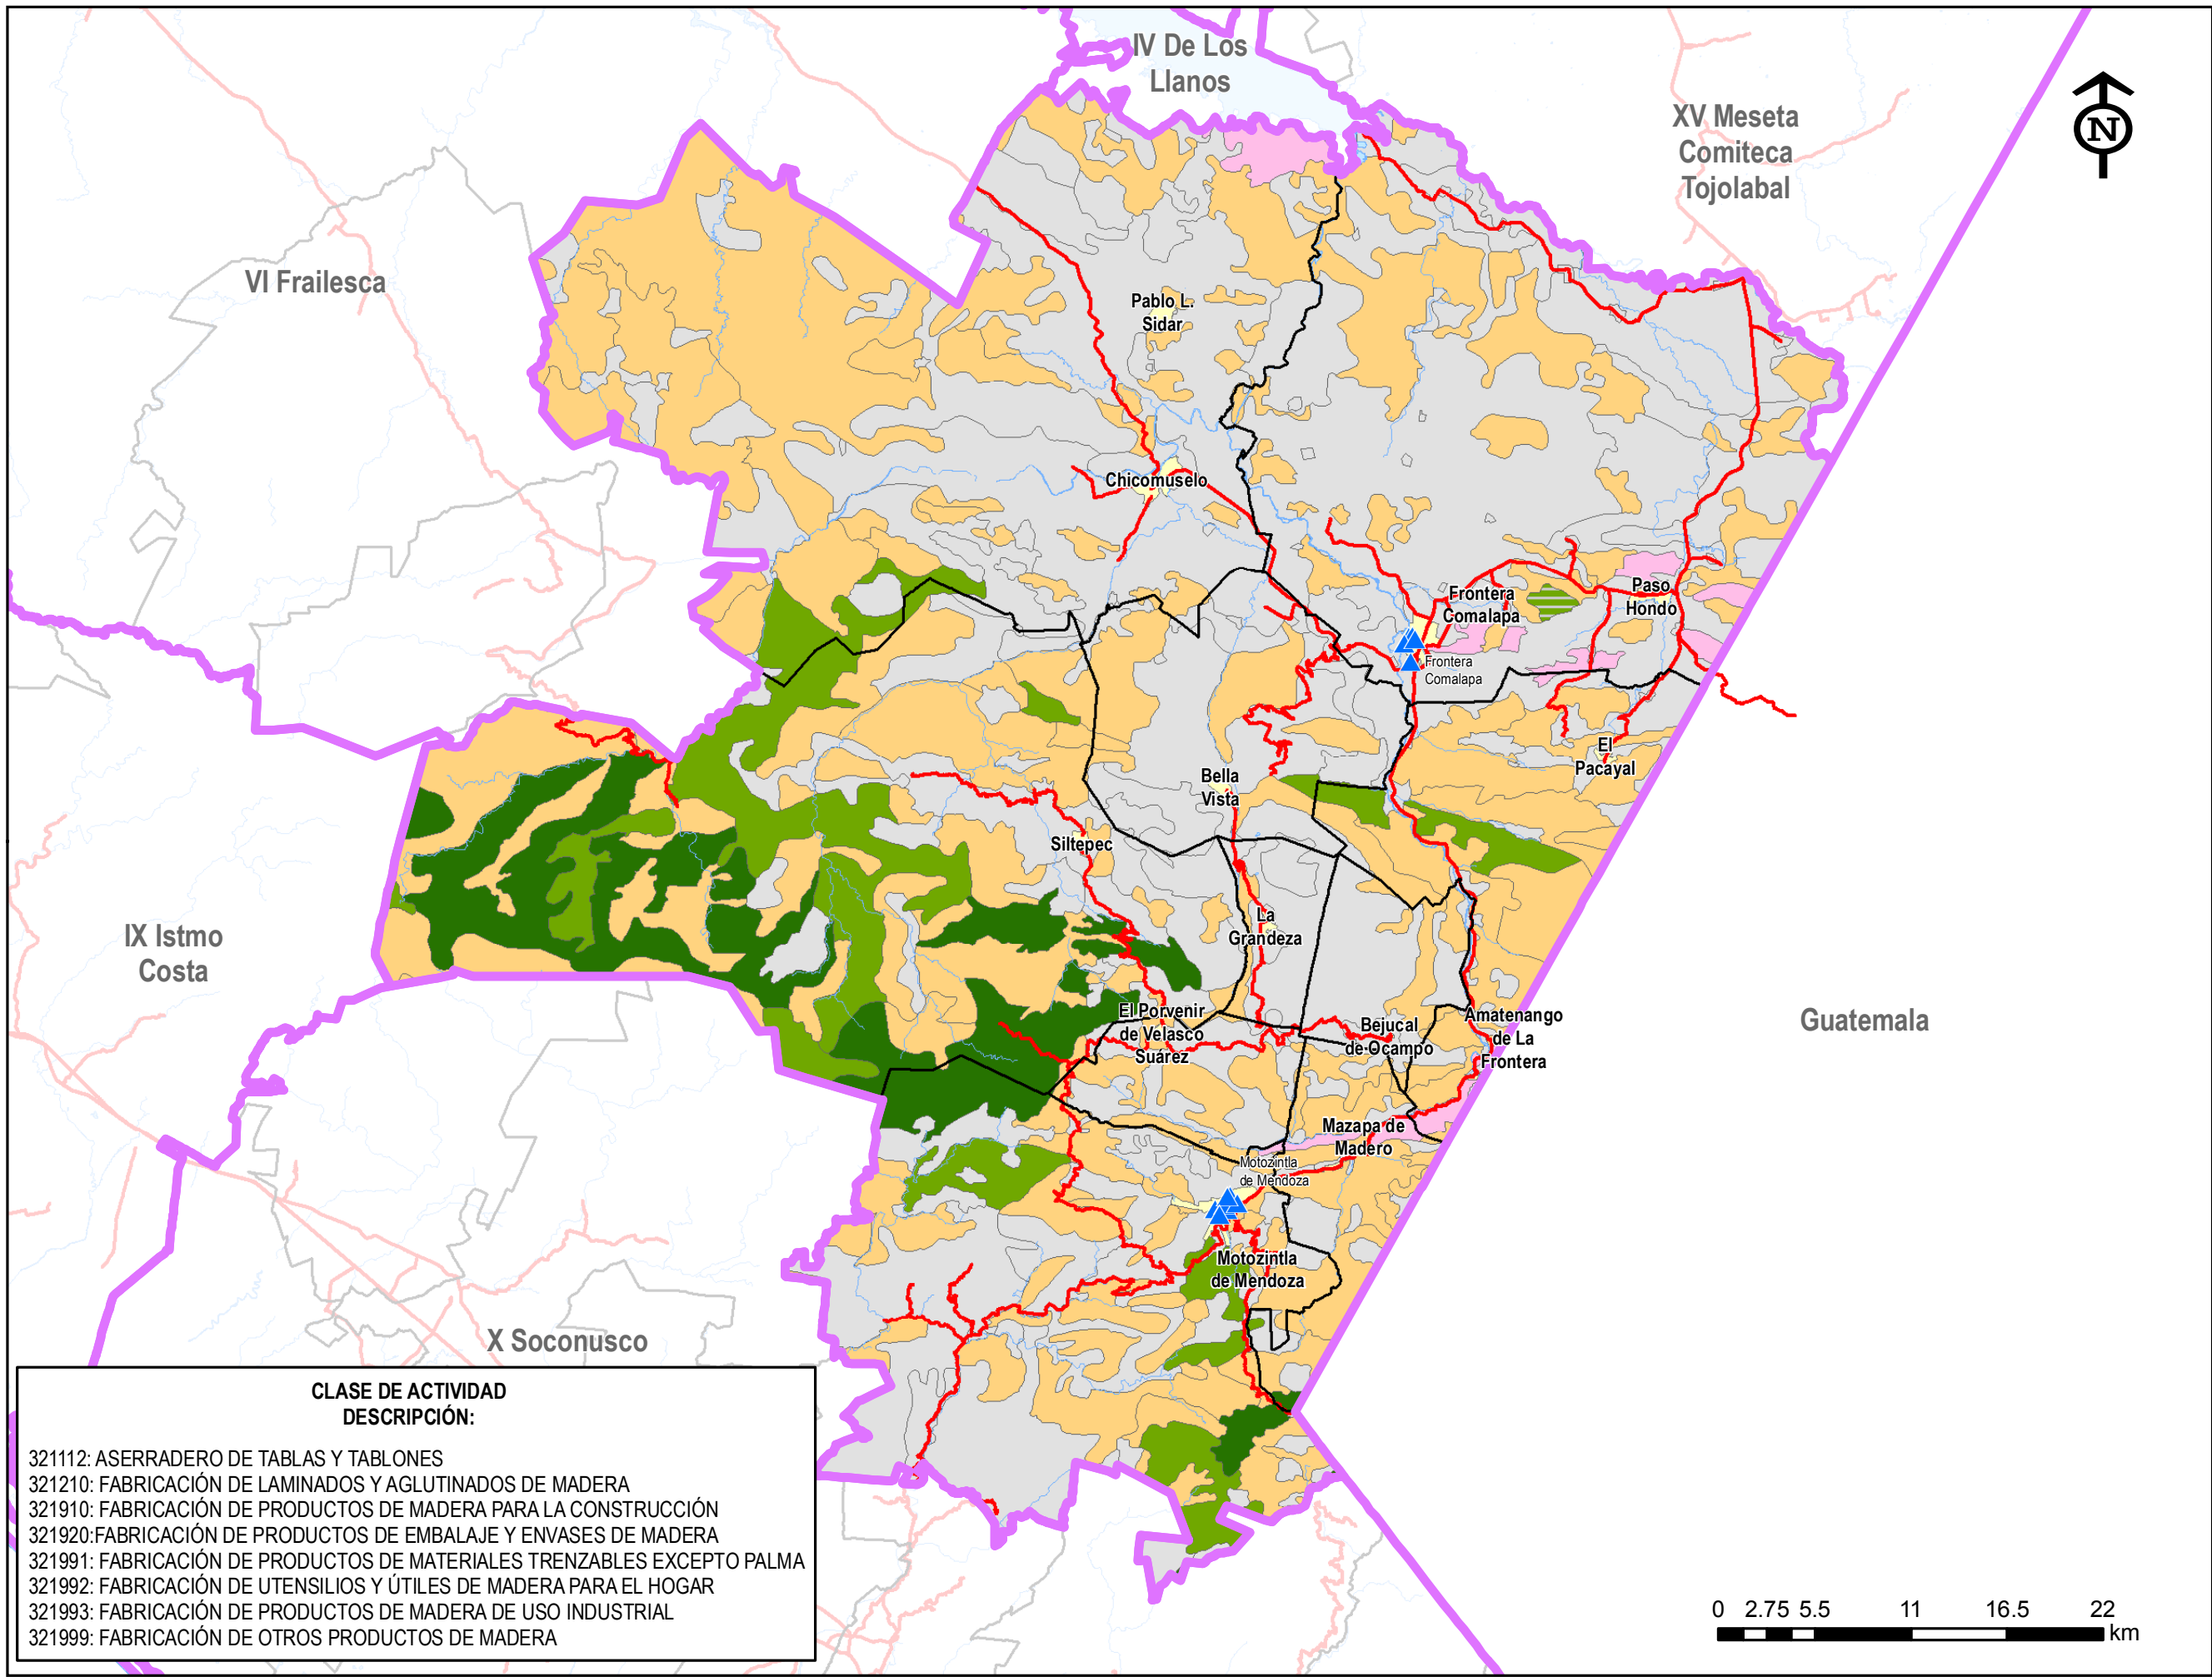 IV De Los
Llanos
XV Meseta
Comiteca
Tojolabal
N
VI Frailesca
Pablo L.
Sidar
Chicomuselo
Frontera
Comalapa
Paso
Hondo
Frontera
Comalapa
El
Pacayal
Bella
Vista
Siltepec
La
Grandeza
IX Istmo
Costa
El Porvenir
de Velasco
Suárez
Bejucal
de Ocampo
Amatenango
de La
Frontera
Guatemala
Mazapa de
Madero
Motozintla
de Mendoza
Motozintla
de Mendoza
X Soconusco
CLASE DE ACTIVIDAD
DESCRIPCIÓN:
321112: ASERRADERO DE TABLAS Y TABLONES
321210: FABRICACIÓN DE LAMINADOS Y AGLUTINADOS DE MADERA
321910: FABRICACIÓN DE PRODUCTOS DE MADERA PARA LA CONSTRUCCIÓN
321920:FABRICACIÓN DE PRODUCTOS DE EMBALAJE Y ENVASES DE MADERA
321991: FABRICACIÓN DE PRODUCTOS DE MATERIALES TRENZABLES EXCEPTO PALMA
321992: FABRICACIÓN DE UTENSILIOS Y ÚTILES DE MADERA PARA EL HOGAR
321993: FABRICACIÓN DE PRODUCTOS DE MADERA DE USO INDUSTRIAL
321999: FABRICACIÓN DE OTROS PRODUCTOS DE MADERA
0 2.75 5.5 11 16.5 22
km